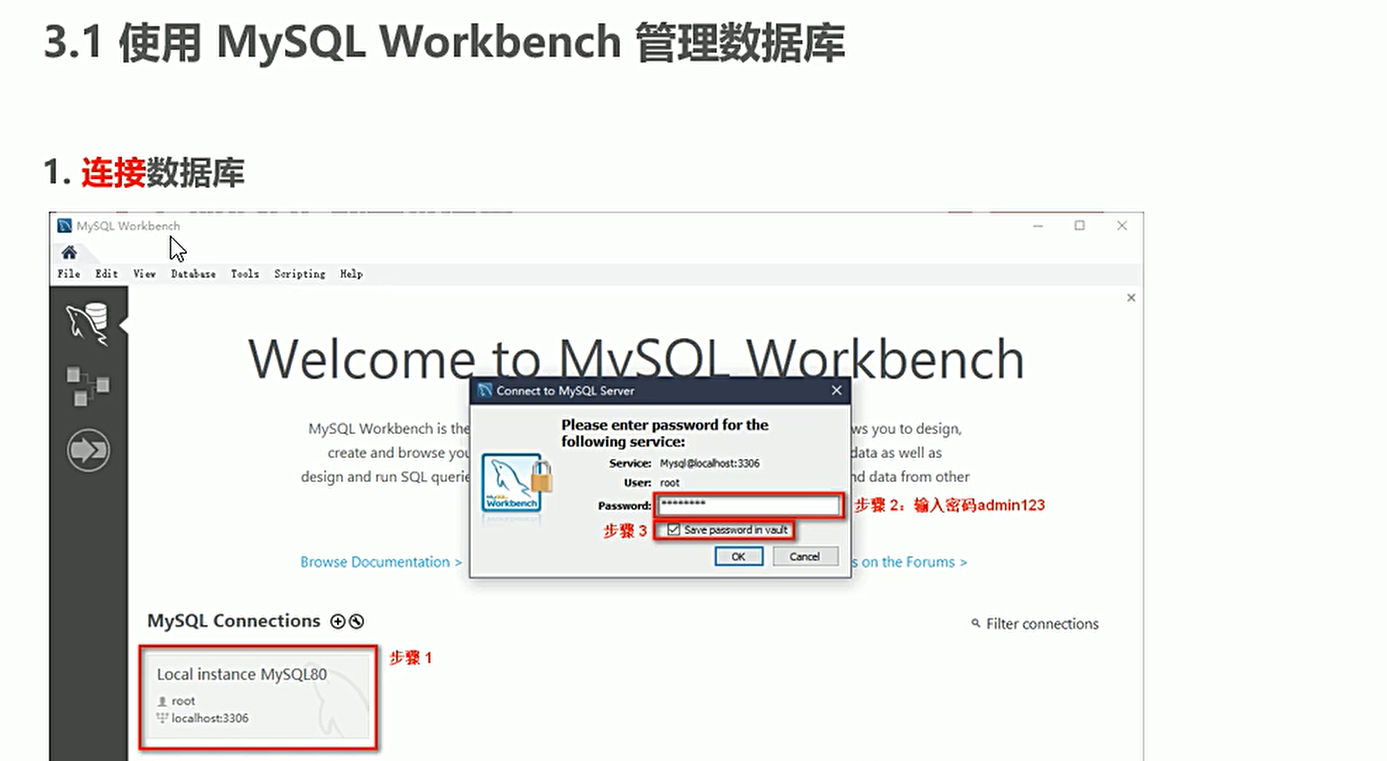 3.1 使用 MySQL Workbench 管理数据库
1. 连接数据库
MySQL Workbench
File Edit View Database Tools Scripting Help
Welcome to MySQL Workbench
Connect to MySQL Server
MySQL Workbench is the
ws you to design,
create and browse you
data as well as
design and run SQL querie
nd data from other
Please enter password for the
following service:
Service: Mysql@localhost:3306
User: root
Password: ********
步骤 2：输入密码admin123
步骤 3
Save password in vault
OK Cancel
MySQL
Workbench
Browse Documentation >
s on the Forums >
MySQL Connections
Filter connections
Local instance MySQL80
步骤 1
root
localhost:3306